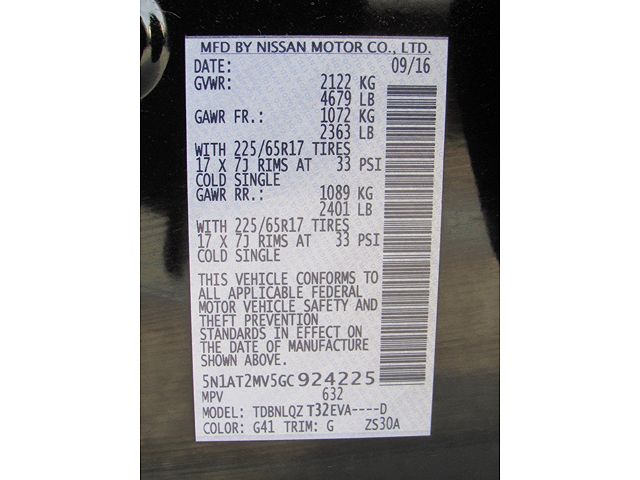 MFD BY NISSAN MOTOR CO., LTD.
DATE: 09/16
GVWR: 2122 KG
4679 LB
GAWR FR.: 1072 KG
2363 LB
WITH 225/65R17 TIRES
17 X 7J RIMS AT 33 PSI
COLD SINGLE
GAWR RR.: 1089 KG
2401 LB
WITH 225/65R17 TIRES
17 X 7J RIMS AT 33 PSI
COLD SINGLE
THIS VEHICLE CONFORMS TO
ALL APPLICABLE FEDERAL
MOTOR VEHICLE SAFETY AND
THEFT PREVENTION
STANDARDS IN EFFECT ON
THE DATE OF MANUFACTURE
SHOWN ABOVE.
5N1AT2MV5GC924225
MPV 632
MODEL: TDBNLQZ T32EVA----D
COLOR: G41 TRIM: G ZS30A